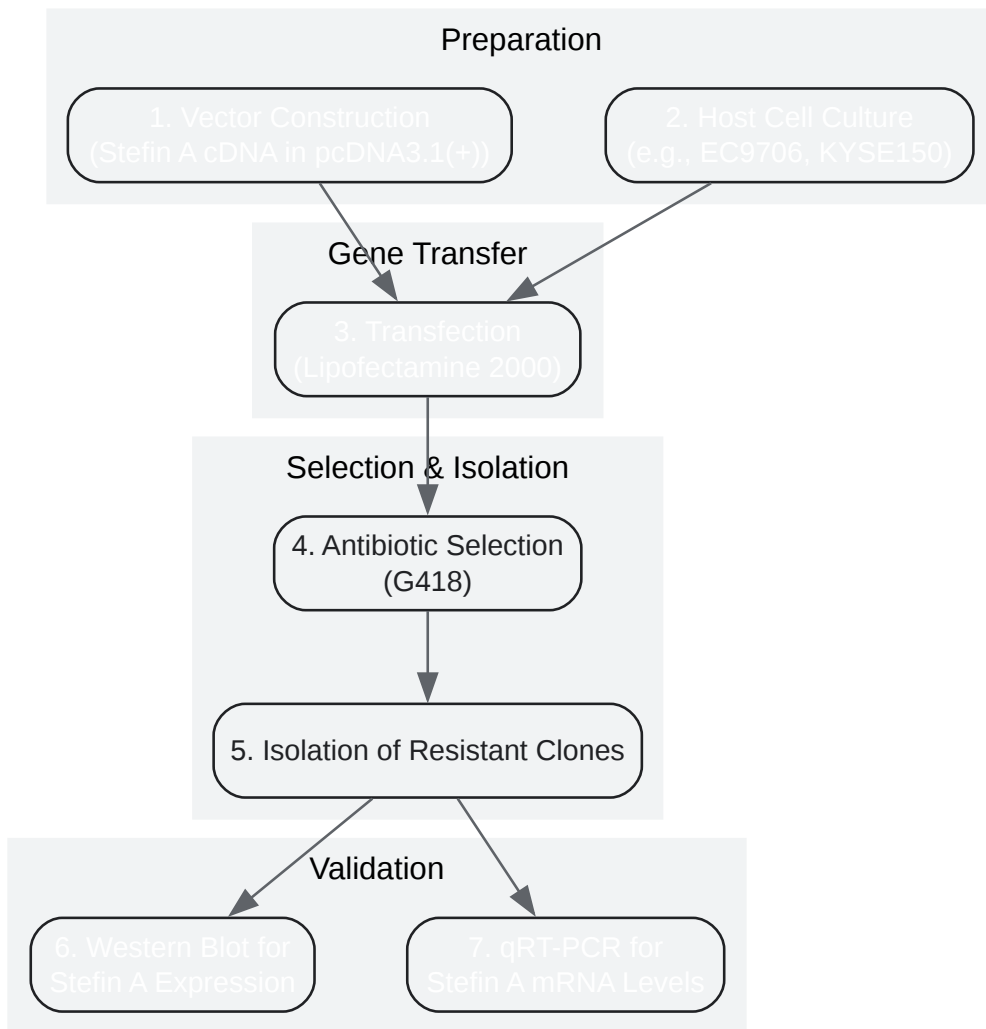 Preparation
1. Vector Construction
(Stefin A cDNA in pcDNA3.1(+))
2. Host Cell Culture
(e.g., EC9706, KYSE150)
Gene Transfer
3. Transfection
(Lipofectamine 2000)
Selection & Isolation
4. Antibiotic Selection
(G418)
5. Isolation of Resistant Clones
Validation
6. Western Blot for
Stefin A Expression
7. qRT-PCR for
Stefin A mRNA Levels